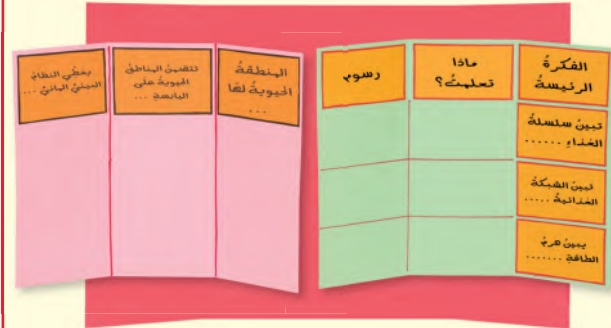 الفكرةُ
الرئيسةُ
ماذا
تعلمتُ؟
رسوم
تبينُ سلسلةُ
الغذاءِ ......
تبينُ الشبكةُ
الغذائيةُ .....
يبينُ هرمُ
الطاقةِ .......
المنطقةُ
الحيويةُ لها
...
تتضمنُ المناطقُ
الحيويةُ على
اليابسةِ ...
يغطّي النظامُ
البيئيُّ المائيُّ ...